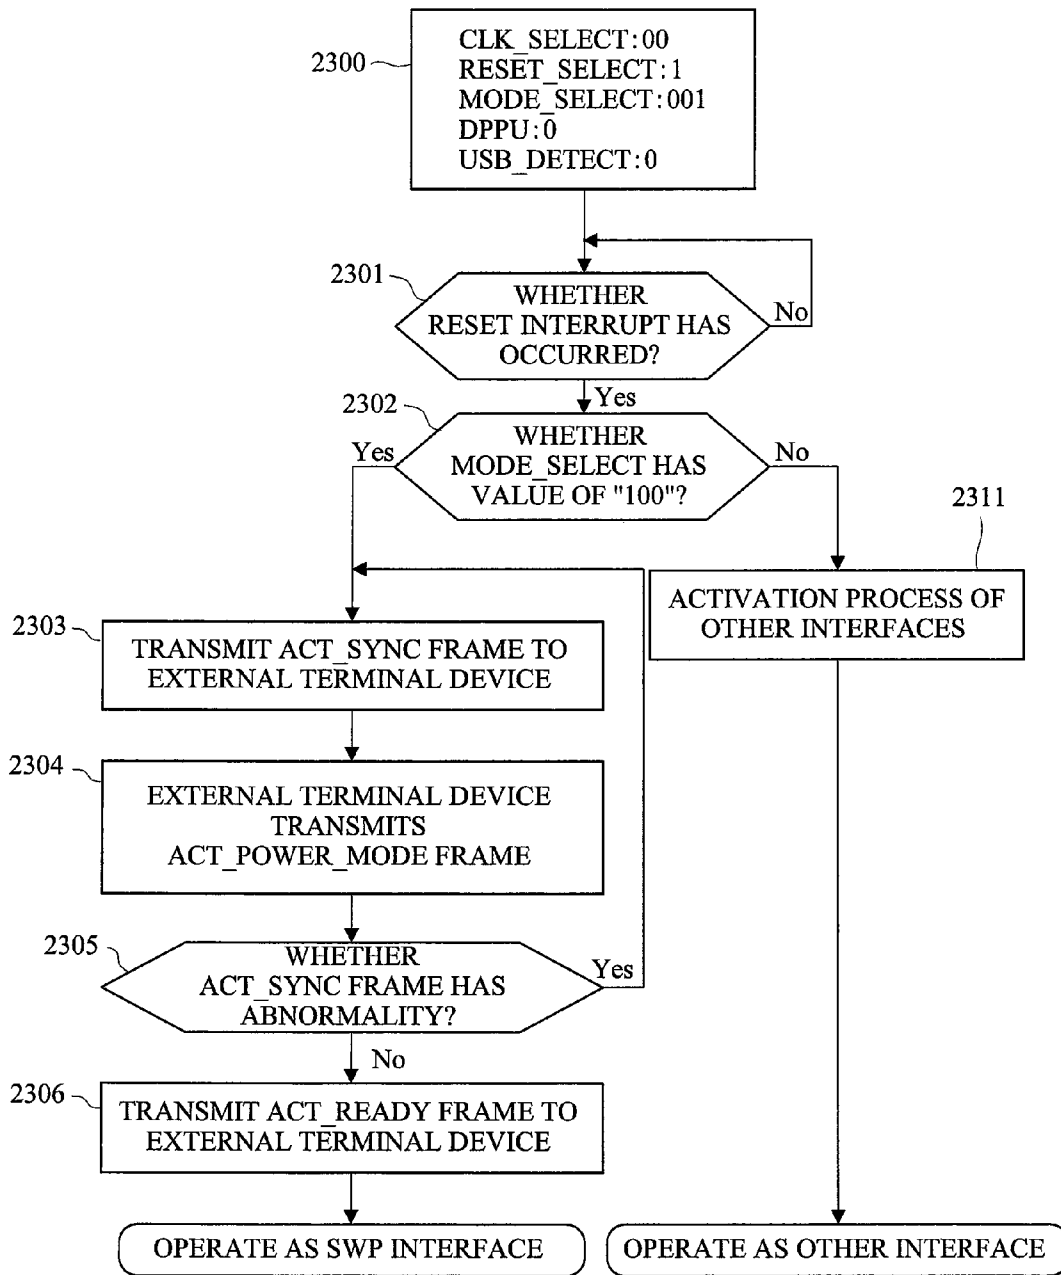 2300
CLK_SELECT:00
RESET_SELECT:1
MODE_SELECT:001
DPPU:0
USB_DETECT:0
2301
WHETHER
RESET INTERRUPT HAS
OCCURRED?
No
Yes
2302
WHETHER
MODE_SELECT HAS
VALUE OF "100"?
Yes
No
2311
ACTIVATION PROCESS OF
OTHER INTERFACES
2303
TRANSMIT ACT_SYNC FRAME TO
EXTERNAL TERMINAL DEVICE
2304
EXTERNAL TERMINAL DEVICE
TRANSMITS
ACT_POWER_MODE FRAME
2305
WHETHER
ACT_SYNC FRAME HAS
ABNORMALITY?
Yes
No
2306
TRANSMIT ACT_READY FRAME TO
EXTERNAL TERMINAL DEVICE
OPERATE AS SWP INTERFACE
OPERATE AS OTHER INTERFACE